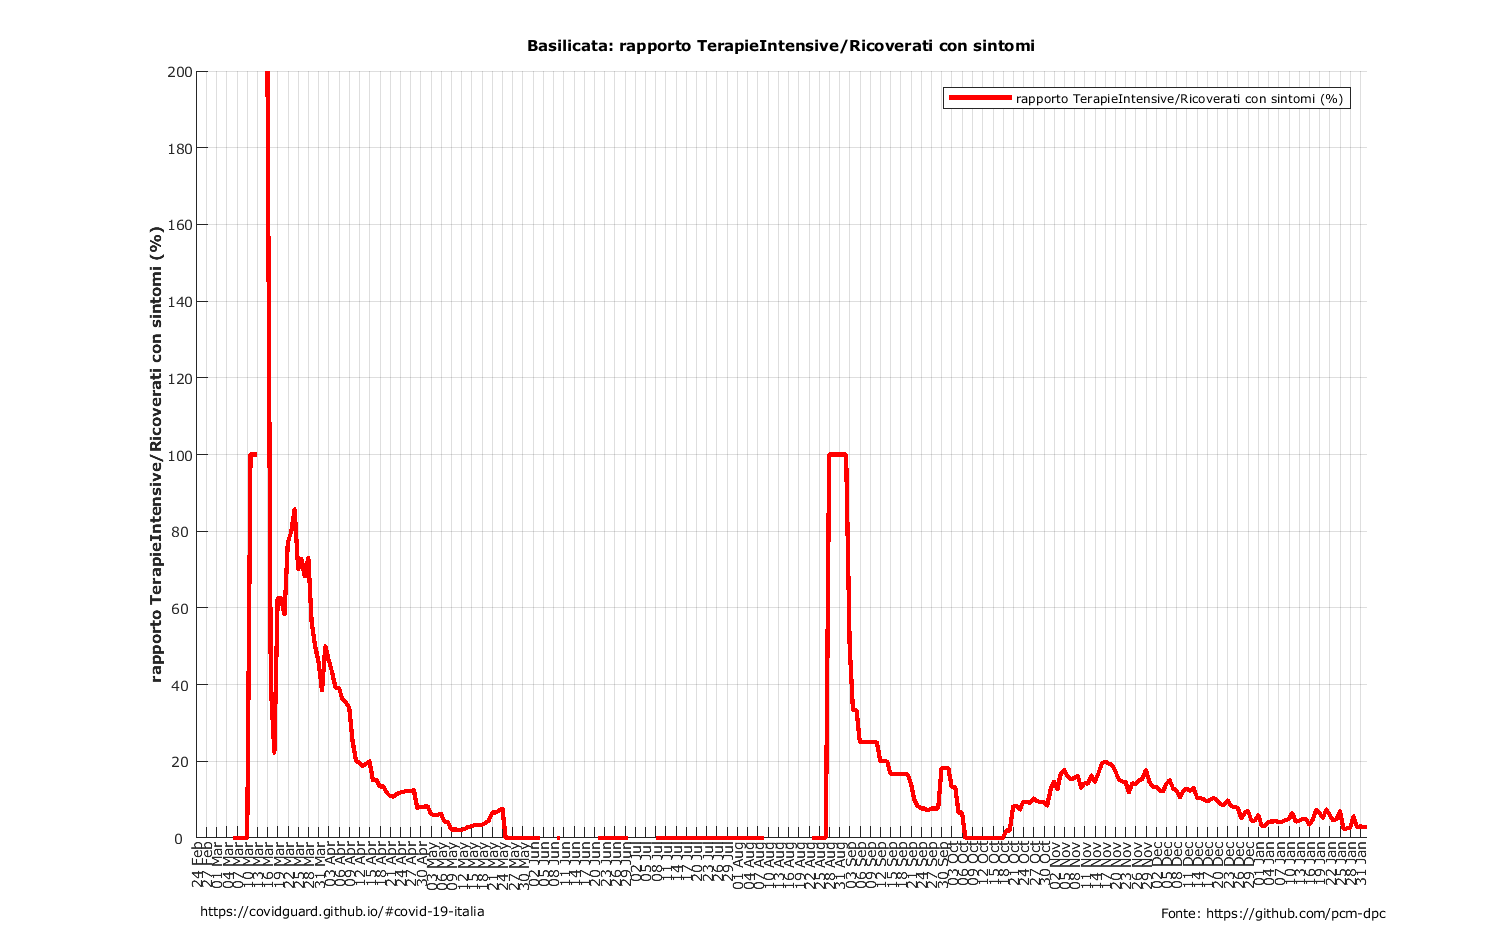 Basilicata: rapporto TerapieIntensive/Ricoverati con sintomi
rapporto TerapieIntensive/Ricoverati con sintomi (%)
rapporto TerapieIntensive/Ricoverati con sintomi (%)
200
180
160
140
120
100
80
60
40
20
0
24 Feb
27 Feb
01 Mar
04 Mar
07 Mar
10 Mar
13 Mar
16 Mar
19 Mar
22 Mar
25 Mar
28 Mar
31 Mar
03 Apr
06 Apr
09 Apr
12 Apr
15 Apr
18 Apr
21 Apr
24 Apr
27 Apr
30 Apr
03 May
06 May
09 May
12 May
15 May
18 May
21 May
24 May
27 May
30 May
02 Jun
05 Jun
08 Jun
11 Jun
14 Jun
17 Jun
20 Jun
23 Jun
26 Jun
29 Jun
02 Jul
05 Jul
08 Jul
11 Jul
14 Jul
17 Jul
20 Jul
23 Jul
26 Jul
29 Jul
01 Aug
04 Aug
07 Aug
10 Aug
13 Aug
16 Aug
19 Aug
22 Aug
25 Aug
28 Aug
31 Aug
03 Sep
06 Sep
09 Sep
12 Sep
15 Sep
18 Sep
21 Sep
24 Sep
27 Sep
30 Sep
03 Oct
06 Oct
09 Oct
12 Oct
15 Oct
18 Oct
21 Oct
24 Oct
27 Oct
30 Oct
02 Nov
05 Nov
08 Nov
11 Nov
14 Nov
17 Nov
20 Nov
23 Nov
26 Nov
29 Nov
02 Dec
05 Dec
08 Dec
11 Dec
14 Dec
17 Dec
20 Dec
23 Dec
26 Dec
29 Dec
01 Jan
04 Jan
07 Jan
10 Jan
13 Jan
16 Jan
19 Jan
22 Jan
25 Jan
28 Jan
31 Jan
https://covidguard.github.io/#covid-19-italia
Fonte: https://github.com/pcm-dpc